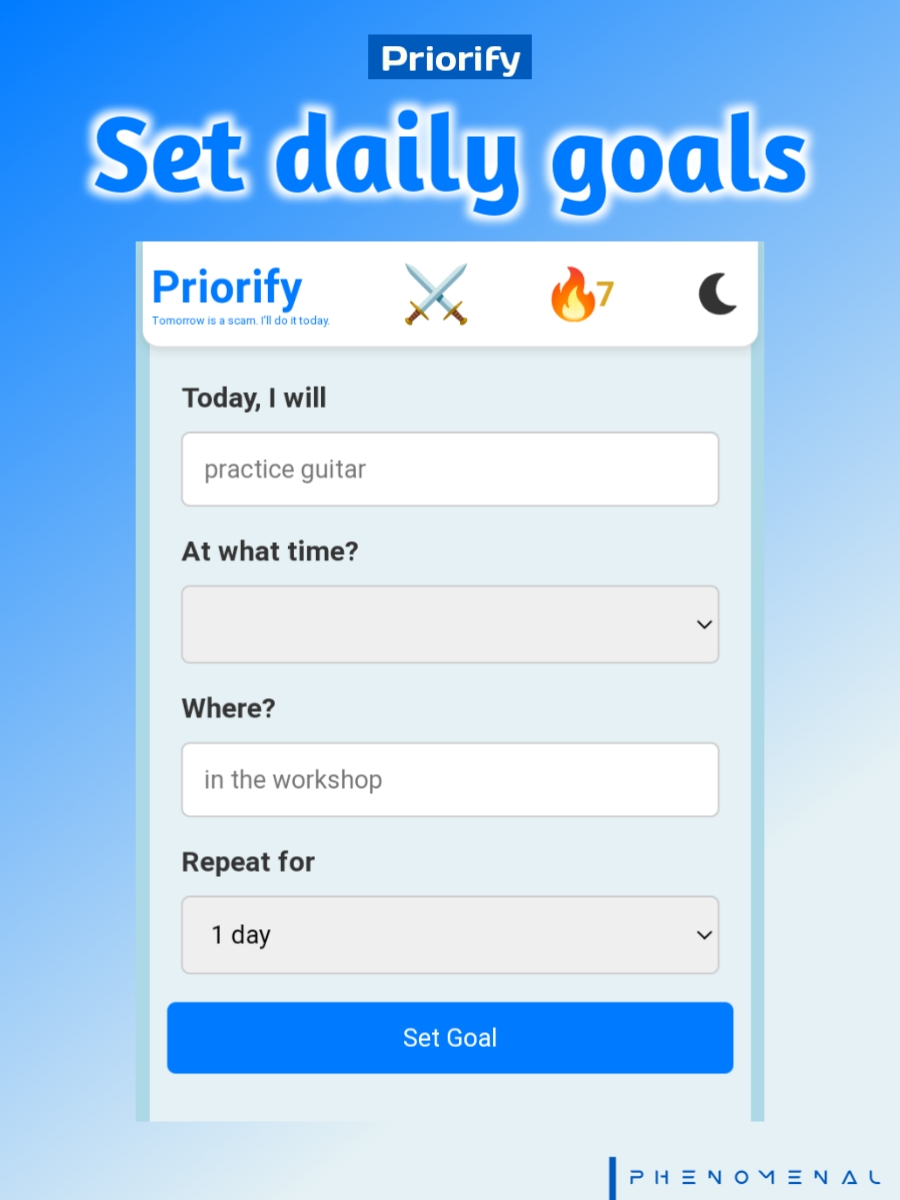 Priorify
Set daily goals
Priorify
Tomorrow is a scam. I'll do it today.
7
Today, I will
practice guitar
At what time?
Where?
in the workshop
Repeat for
1 day
Set Goal
PHENOMENAL